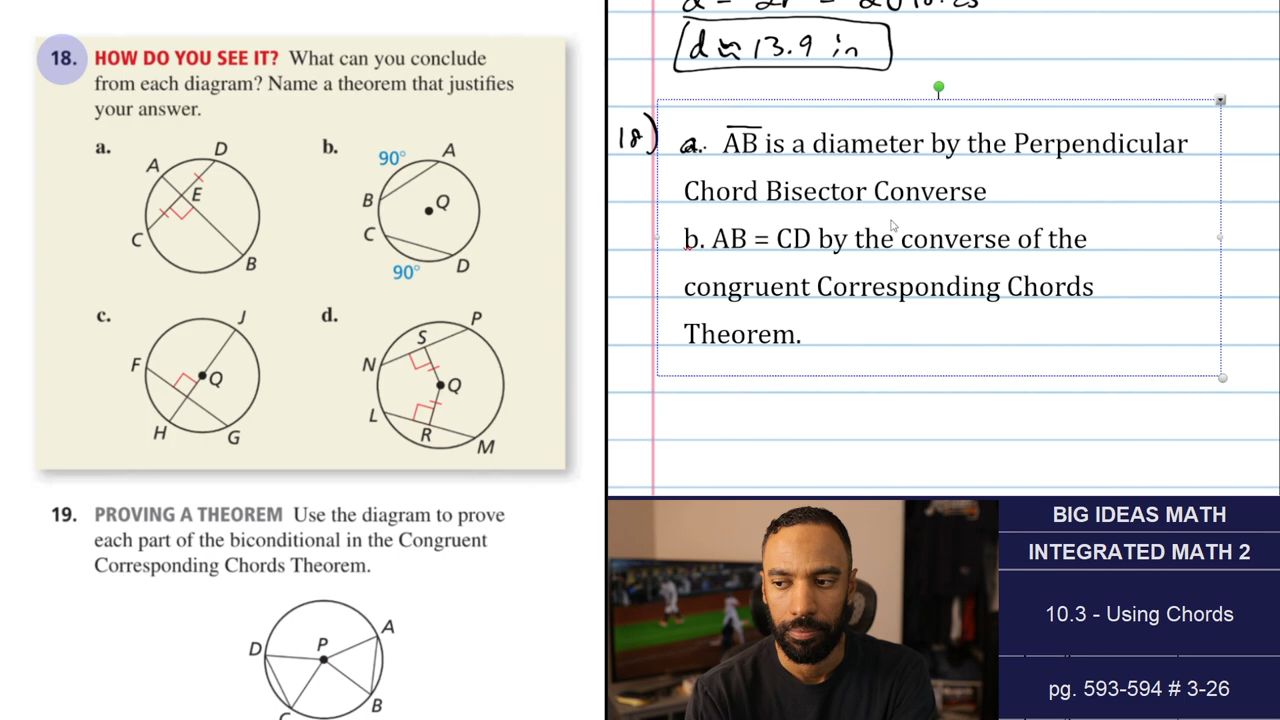 18. HOW DO YOU SEE IT? What can you conclude
from each diagram? Name a theorem that justifies
your answer.
a.
A
D
E
C
B
b.
90°
A
B
Q
C
D
90°
c.
J
F
Q
H
G
d.
P
S
N
Q
L
R
M
19. PROVING A THEOREM Use the diagram to prove
each part of the biconditional in the Congruent
Corresponding Chords Theorem.
D
P
A
B
C
d ≈ 13.9 in
18) a. AB is a diameter by the Perpendicular
Chord Bisector Converse
b. AB = CD by the converse of the
congruent Corresponding Chords
Theorem.
BIG IDEAS MATH
INTEGRATED MATH 2
10.3 - Using Chords
pg. 593-594 # 3-26